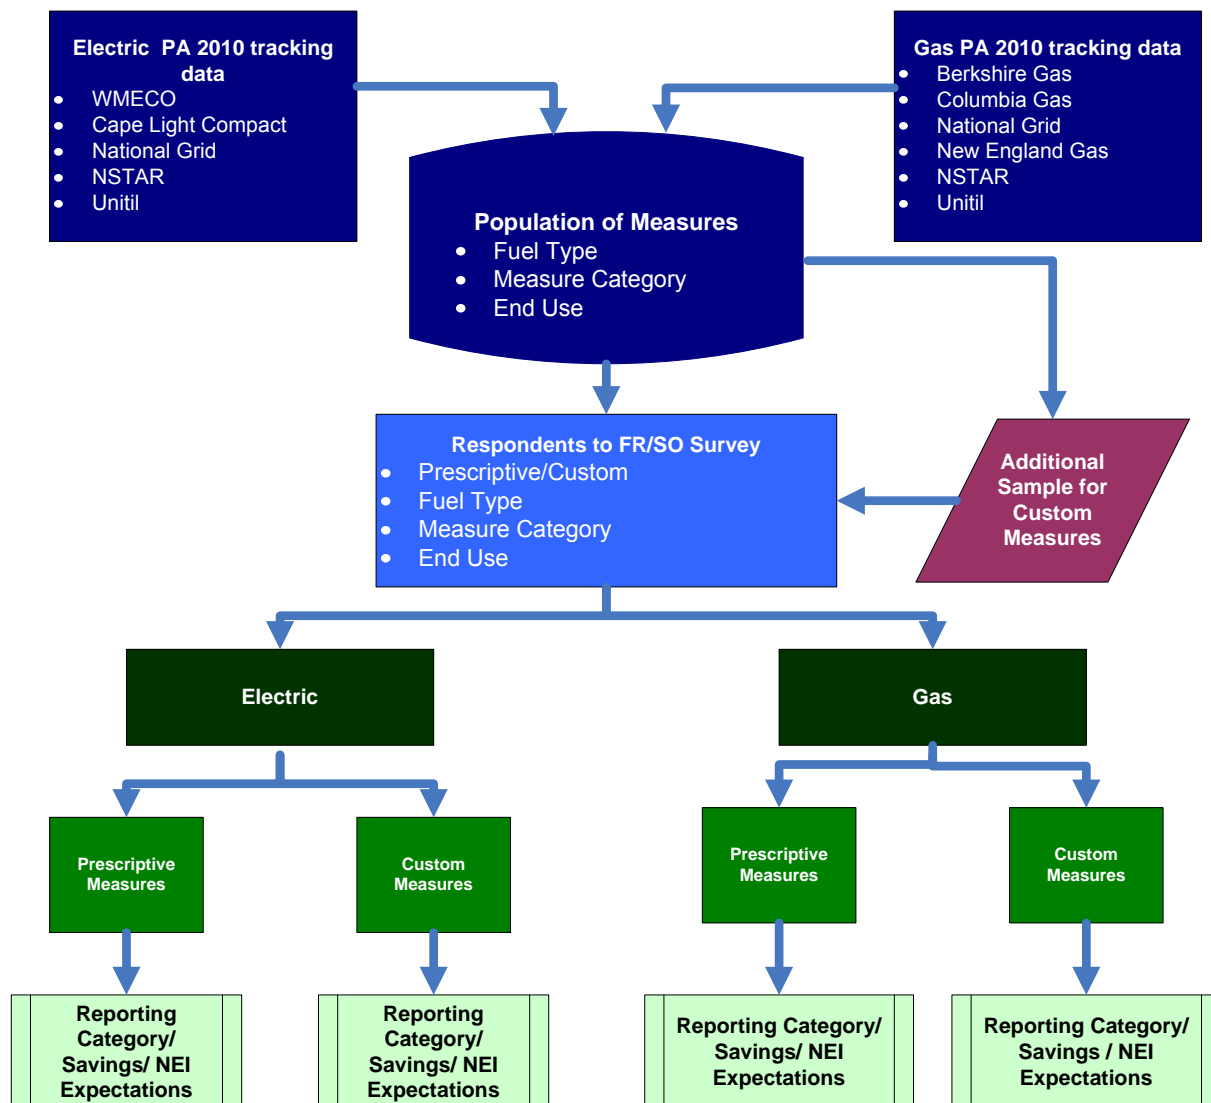 Electric PA 2010 tracking
data
• WMECO
• Cape Light Compact
• National Grid
• NSTAR
• Unitil
Gas PA 2010 tracking data
• Berkshire Gas
• Columbia Gas
• National Grid
• New England Gas
• NSTAR
• Unitil
Population of Measures
• Fuel Type
• Measure Category
• End Use
Respondents to FR/SO Survey
• Prescriptive/Custom
• Fuel Type
• Measure Category
• End Use
Additional
Sample for
Custom
Measures
Electric
Gas
Prescriptive
Measures
Custom
Measures
Prescriptive
Measures
Custom
Measures
Reporting
Category/
Savings/ NEI
Expectations
Reporting
Category/
Savings/ NEI
Expectations
Reporting Category/
Savings/ NEI
Expectations
Reporting Category/
Savings / NEI
Expectations